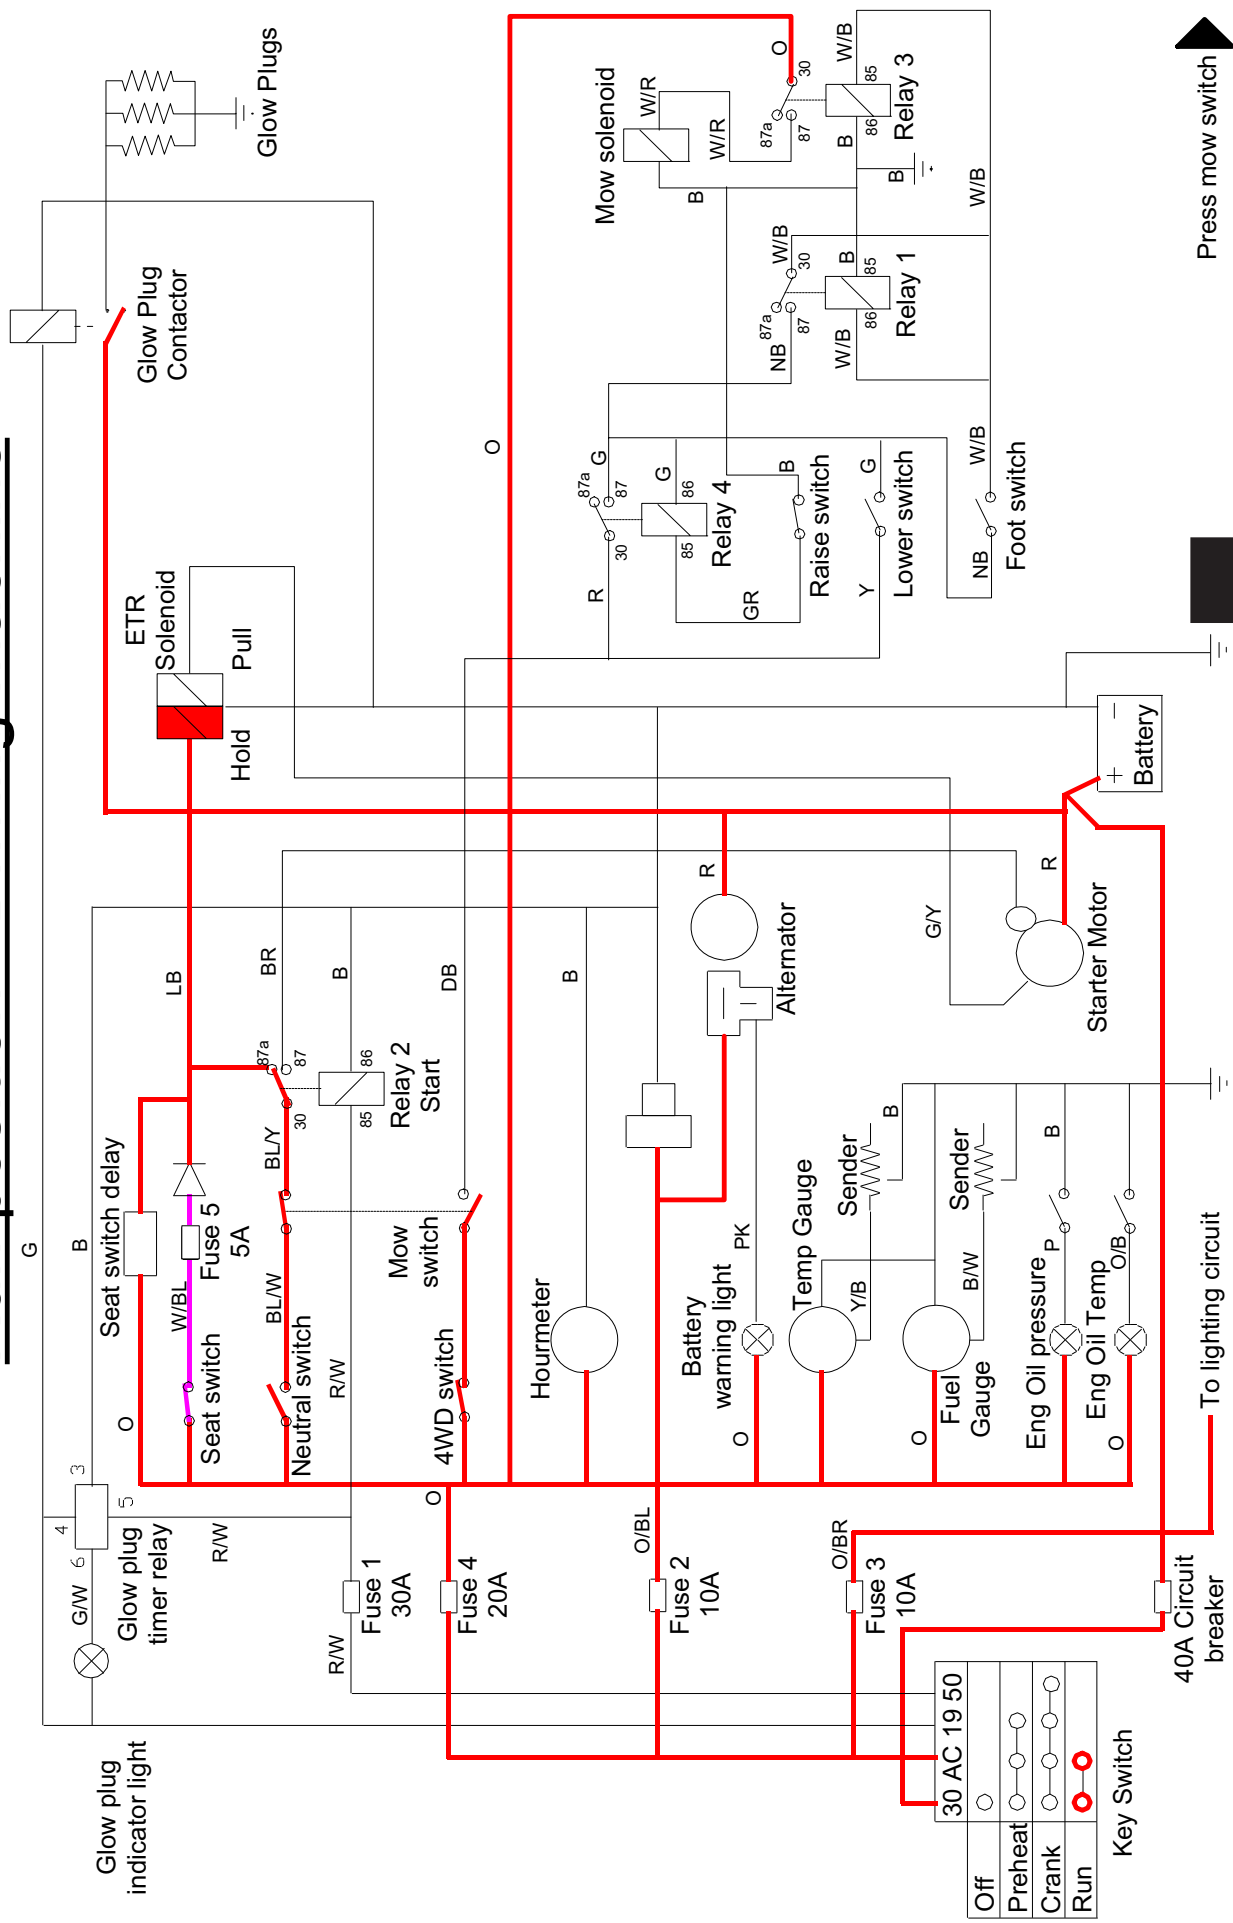 Glow plug
indicator light
G/W
6
4
3
5
Glow plug
timer relay
R/W
G
B
Glow Plug
Contactor
Glow Plugs
O
Seat switch delay
W/BL
Seat switch
Fuse 5
5A
LB
ETR
Solenoid
Hold
Pull
BL/W
Neutral switch
BL/Y
30
87a
87
BR
R/W
85
86
B
Relay 2
Start
R/W
Fuse 1
30A
O
Fuse 4
20A
4WD switch
Mow
switch
DB
O
Hourmeter
B
O/BL
Fuse 2
10A
Battery
warning light
O
PK
Alternator
R
Temp Gauge
Y/B
Sender
B
Fuel
Gauge
O
B/W
Sender
Eng Oil pressure
P
B
Eng Oil Temp
O
O/B
O/BR
Fuse 3
10A
To lighting circuit
40A Circuit
breaker
G/Y
R
Starter Motor
Battery
+
−
R
30
87a
87
G
85
86
G
Relay 4
GR
Raise switch
B
Y
Lower switch
G
NB
Foot switch
W/B
Mow solenoid
W/R
W/R
B
O
30
87a
87
B
86
85
W/B
Relay 3
B
W/B
NB
87a
87
30
W/B
W/B
86
85
B
Relay 1
30 AC 19 50
Off
Preheat
Crank
Run
Key Switch
Press mow switch